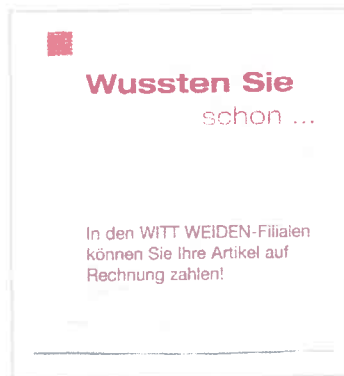 Wussten Sie
schon ...
In den WITT WEIDEN-Filialen
können Sie Ihre Artikel auf
Rechnung zahlen!